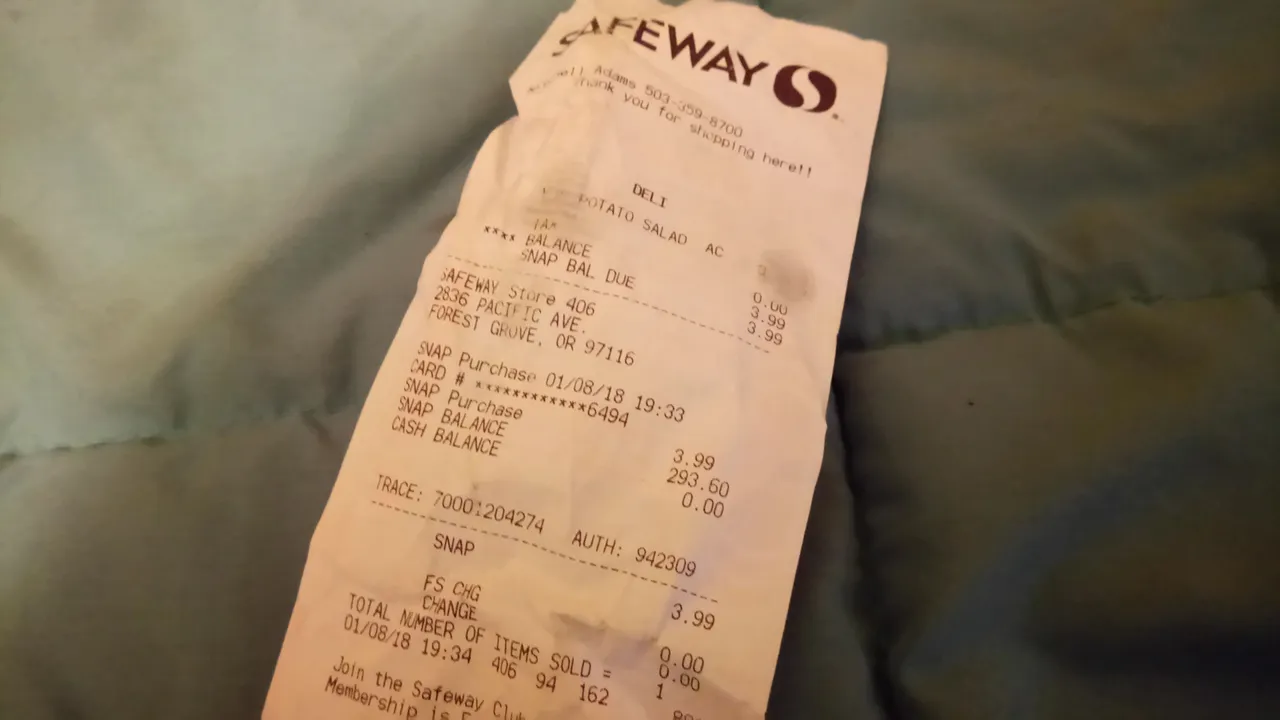 SAFEWAY
Adams 503-359-8700
Thank you for shopping here!!
DELI
POTATO SALAD AC
TAX 0.00
**** BALANCE 3.99
SNAP BAL DUE 3.99
SAFEWAY Store 406
2836 PACIFIC AVE.
FOREST GROVE, OR 97116
SNAP Purchase 01/08/18 19:33
CARD # ************6494
SNAP Purchase 3.99
SNAP BALANCE 293.60
CASH BALANCE 0.00
TRACE: 70001204274 AUTH: 942309
SNAP 3.99
FS CHG 0.00
CHANGE 0.00
TOTAL NUMBER OF ITEMS SOLD = 1
01/08/18 19:34 406 94 162
Join the Safeway Club
Membership is